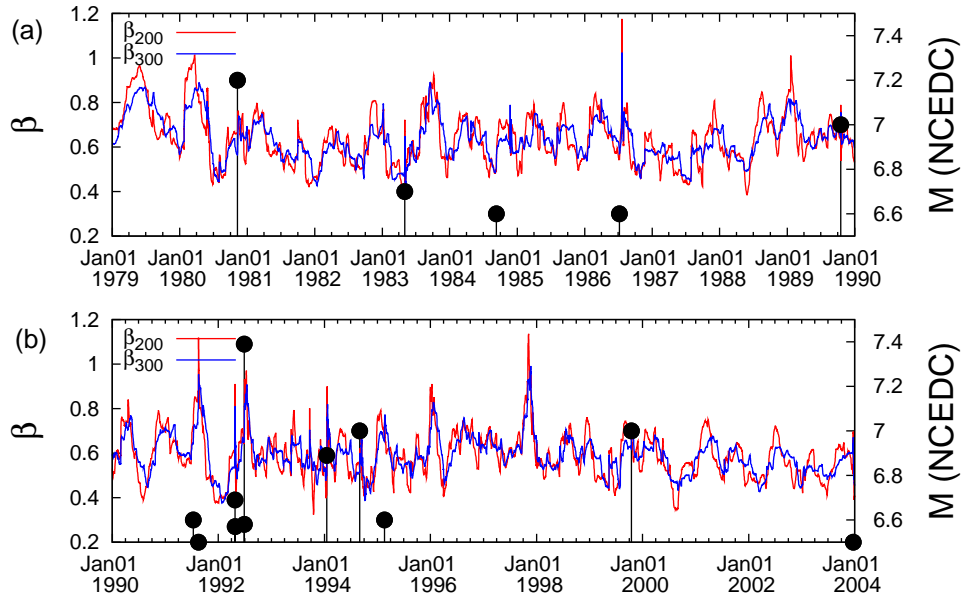 (a)
β200
β300
1.2
1
0.8
0.6
0.4
0.2
β
7.4
7.2
7
6.8
6.6
M (NCEDC)
Jan01 Jan01 Jan01 Jan01 Jan01 Jan01 Jan01 Jan01 Jan01 Jan01 Jan01 Jan01
1979 1980 1981 1982 1983 1984 1985 1986 1987 1988 1989 1990
(b)
β200
β300
1.2
1
0.8
0.6
0.4
0.2
β
7.4
7.2
7
6.8
6.6
M (NCEDC)
Jan01 Jan01 Jan01 Jan01 Jan01 Jan01 Jan01 Jan01
1990 1992 1994 1996 1998 2000 2002 2004